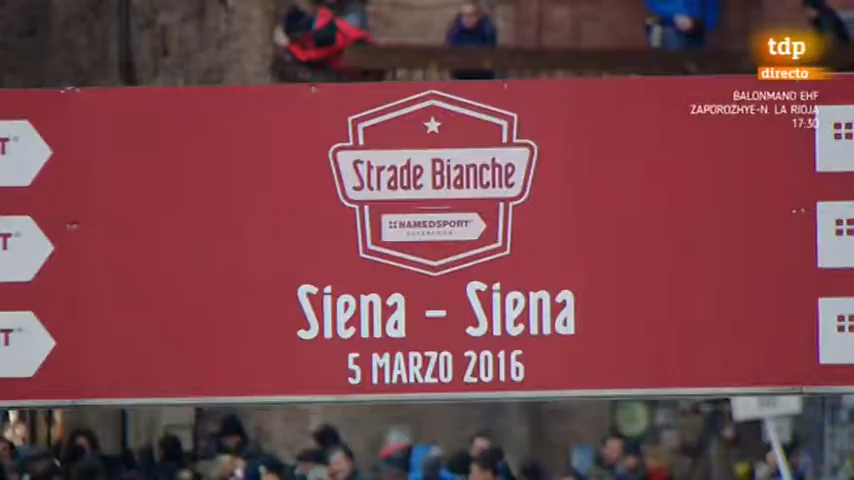 tdp
directo
BALONMANO EHF
ZAPOROZHYE-N. LA RIOJA
17:30
Strade Bianche
NAMEDSPORT
Siena - Siena
5 MARZO 2016
T
T
T